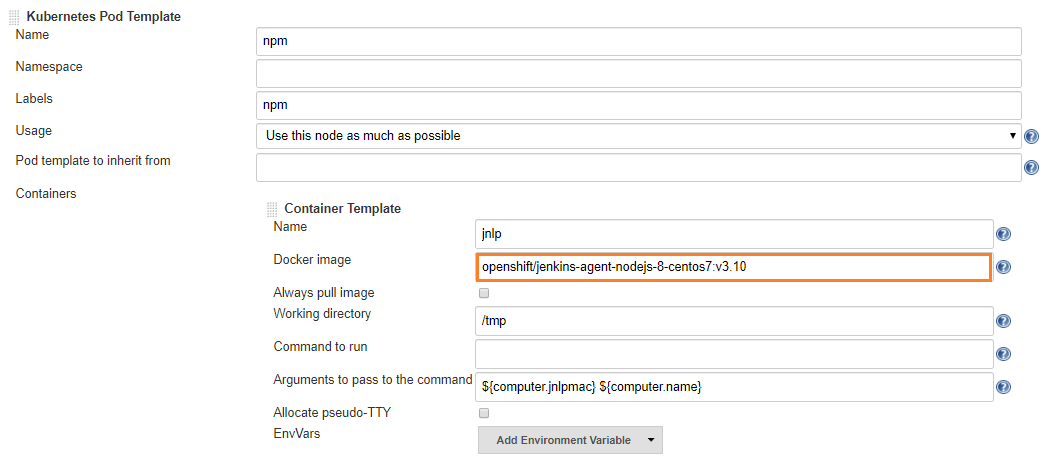 Kubernetes Pod Template
Name
npm
Namespace
Labels
npm
Usage
Use this node as much as possible
Pod template to inherit from
Containers
Container Template
Name
jnlp
Docker image
openshift/jenkins-agent-nodejs-8-centos7:v3.10
Always pull image
Working directory
/tmp
Command to run
Arguments to pass to the command
${computer.jnlpmac} ${computer.name}
Allocate pseudo-TTY
EnvVars
Add Environment Variable